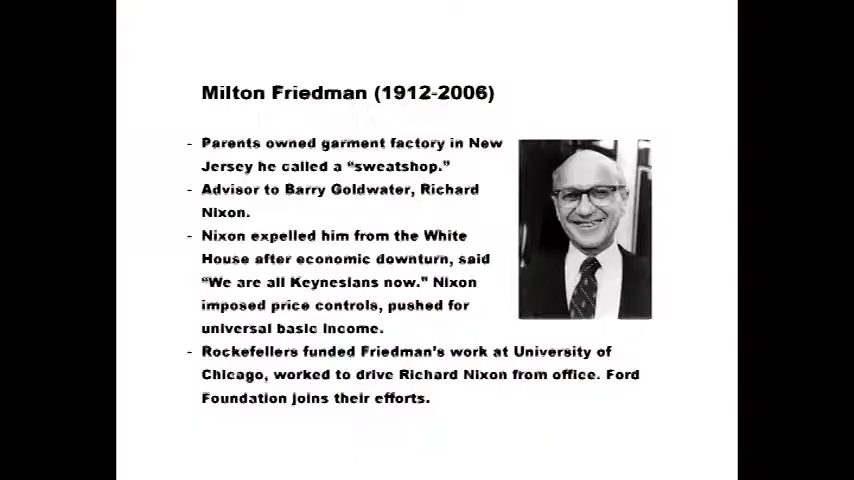 Milton Friedman (1912-2006)
- Parents owned garment factory in New
Jersey he called a “sweatshop.”
- Advisor to Barry Goldwater, Richard
Nixon.
- Nixon expelled him from the White
House after economic downturn, said
“We are all Keynesians now.” Nixon
imposed price controls, pushed for
universal basic income.
- Rockefellers funded Friedman's work at University of
Chicago, worked to drive Richard Nixon from office. Ford
Foundation joins their efforts.